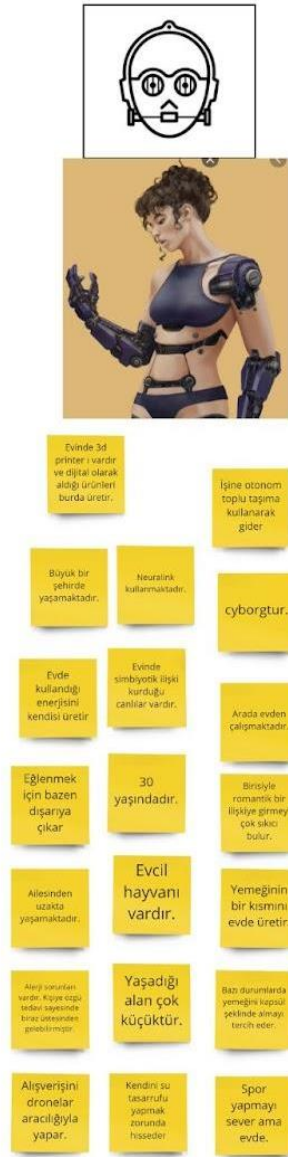 Evinde 3d
printer ı vardır
ve dijital olarak
aldığı ürünleri
burda üretir.
İşine otonom
toplu taşıma
kullanarak
gider
Büyük bir
şehirde
yaşamaktadır.
Neuralink
kullanmaktadır.
cyborgtur.
Evde
kullandığı
enerjisini
kendisi üretir
Evinde
simbiyotik ilişki
kurduğu
canlılar vardır.
Arada evden
çalışmaktadır.
Eğlenmek
için bazen
dışarıya
çıkar
30
yaşındadır.
Birisiyle
romantik bir
ilişkiye girmey
çok sıkıcı
bulur.
Ailesinden
uzakta
yaşamaktadır.
Evcil
hayvanı
vardır.
Yemeğinin
bir kısmını
evde üretir
Alerji sorunları
vardır. Kişiye özgü
tedavi sayesinde
biraz üstesinden
gelebilirmiştir.
Yaşadığı
alan çok
küçüktür.
Bazı durumlarda
yemeğini kapsül
şeklinde almayı
tercih eder.
Alışverişini
dronelar
aracılığıyla
yapar.
Kendini su
tasarrufu
yapmak
zorunda
hisseder
Spor
yapmayı
sever ama
evde.